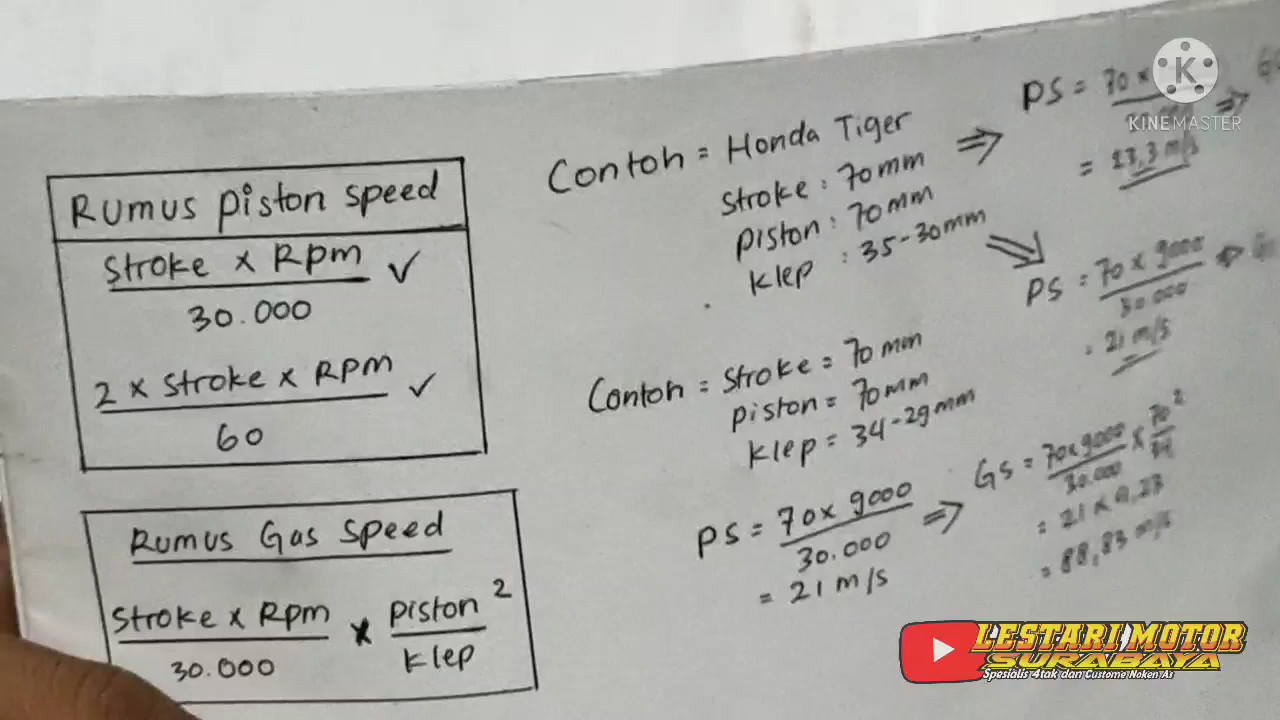 Rumus piston speed
Stroke x Rpm ✓
30.000
2 x Stroke x Rpm ✓
60
Rumus Gas Speed
Stroke x Rpm x piston 2
30.000 klep
Contoh = Honda Tiger
Stroke : 70mm
piston : 70mm
klep : 35-30mm
⇒ PS = 70 x
= 23,3 m/s
PS = 70 x 9000
30.000
= 21 m/s
Contoh = Stroke = 70mm
piston = 70mm
klep = 34-29mm
PS = 70 x 9000 ⇒
30.000
= 21 m/s
GS = 70x9000 x 70 2
30.000
= 21 x 4,23
= 88,83 m/s
K
KINEMASTER
LESTARI MOTOR
SURABAYA
Spesialis 4tak dan Custome Noken As